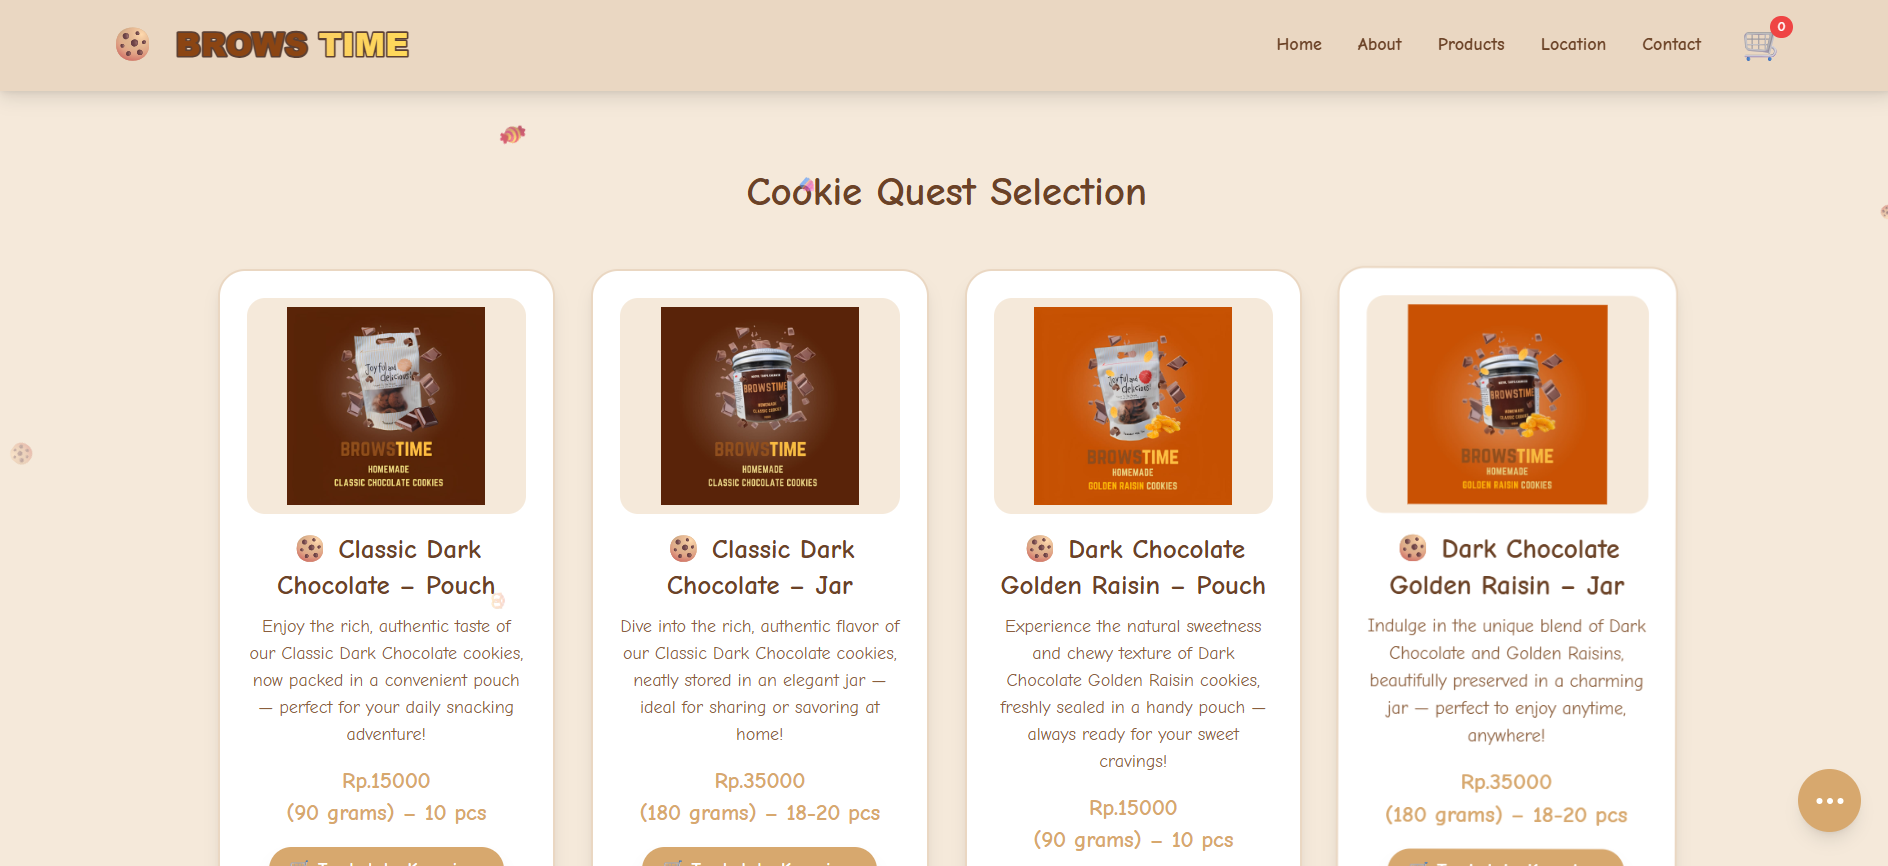 BROWS TIME
Home
About
Products
Location
Contact
0
Cookie Quest Selection
Joyful and
delicious!
BROWSTIME
HOMEMADE
CLASSIC CHOCOLATE COOKIES
Classic Dark
Chocolate – Pouch
Enjoy the rich, authentic taste of
our Classic Dark Chocolate cookies,
now packed in a convenient pouch
— perfect for your daily snacking
adventure!
Rp.15000
(90 grams) – 10 pcs
BROWSTIME
BROWSTIME
HOMEMADE
CLASSIC CHOCOLATE COOKIES
Classic Dark
Chocolate – Jar
Dive into the rich, authentic flavor of
our Classic Dark Chocolate cookies,
neatly stored in an elegant jar —
ideal for sharing or savoring at
home!
Rp.35000
(180 grams) – 18-20 pcs
Joyful and
delicious!
BROWSTIME
HOMEMADE
GOLDEN RAISIN COOKIES
Dark Chocolate
Golden Raisin – Pouch
Experience the natural sweetness
and chewy texture of Dark
Chocolate Golden Raisin cookies,
freshly sealed in a handy pouch —
always ready for your sweet
cravings!
Rp.15000
(90 grams) – 10 pcs
BROWSTIME
BROWSTIME
HOMEMADE
GOLDEN RAISIN COOKIES
Dark Chocolate
Golden Raisin – Jar
Indulge in the unique blend of Dark
Chocolate and Golden Raisins,
beautifully preserved in a charming
jar — perfect to enjoy anytime,
anywhere!
Rp.35000
(180 grams) – 18-20 pcs